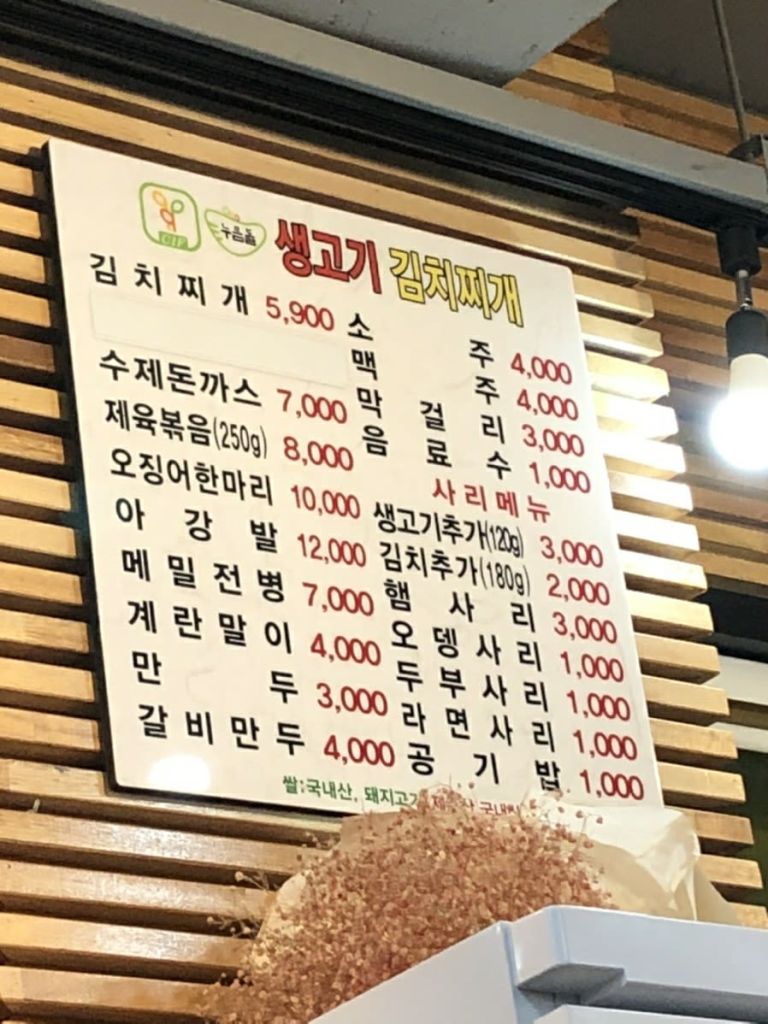 CJF 누름돌 생고기 김치찌개
김치찌개 5,900
수제돈까스 7,000
제육볶음(250g) 8,000
오징어한마리 10,000
아강발 12,000
메밀전병 7,000
계란말이 4,000
만두 3,000
갈비만두 4,000
소주 4,000
맥주 4,000
막걸리 3,000
음료수 1,000
사리메뉴
생고기추가(120g) 3,000
김치추가(180g) 2,000
햄사리 3,000
오뎅사리 1,000
두부사리 1,000
라면사리 1,000
공기밥 1,000
쌀:국내산, 돼지고기